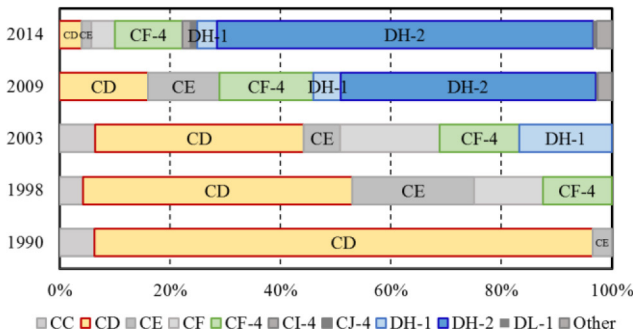 2014 CD CE CF-4 DH-1 DH-2
2009 CD CE CF-4 DH-1 DH-2
2003 CD CE CF-4 DH-1
1998 CD CE CF-4
1990 CD CE
0% 20% 40% 60% 80% 100%
CC CD CE CF CF-4 CI-4 CJ-4 DH-1 DH-2 DL-1 Other